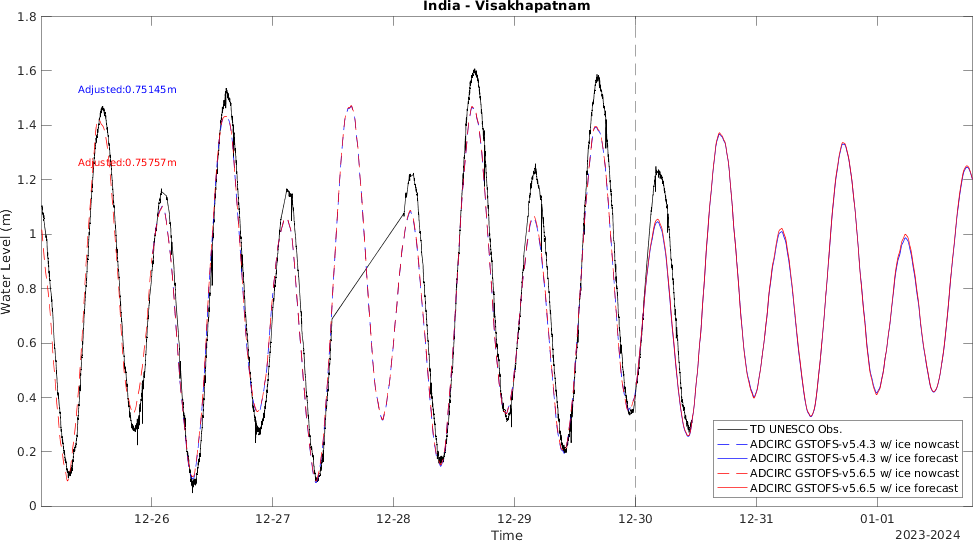 India - Visakhapatnam
1.8
1.6
1.4
1.2
1
0.8
0.6
0.4
0.2
0
Water Level (m)
Adjusted:0.75145m
Adjusted:0.75757m
TD UNESCO Obs.
ADCIRC GSTOFS-v5.4.3 w/ ice nowcast
ADCIRC GSTOFS-v5.4.3 w/ ice forecast
ADCIRC GSTOFS-v5.6.5 w/ ice nowcast
ADCIRC GSTOFS-v5.6.5 w/ ice forecast
12-26 12-27 12-28 12-29 12-30 12-31 01-01
Time
2023-2024